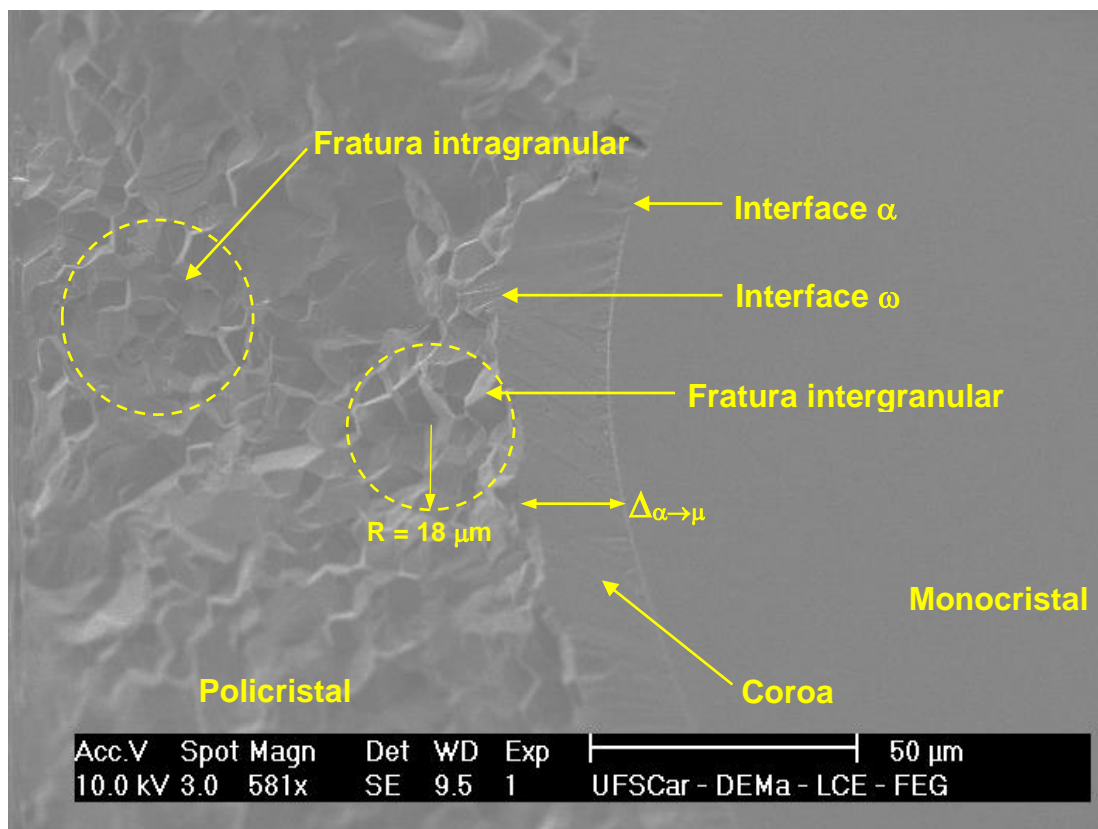 Fratura intragranular
Interface α
Interface ω
Fratura intergranular
Δα→μ
R = 18 μm
Monocristal
Policristal
Coroa
Acc.V Spot Magn Det WD Exp 50 µm
10.0 kV 3.0 581x SE 9.5 1 UFSCar - DEMa - LCE - FEG